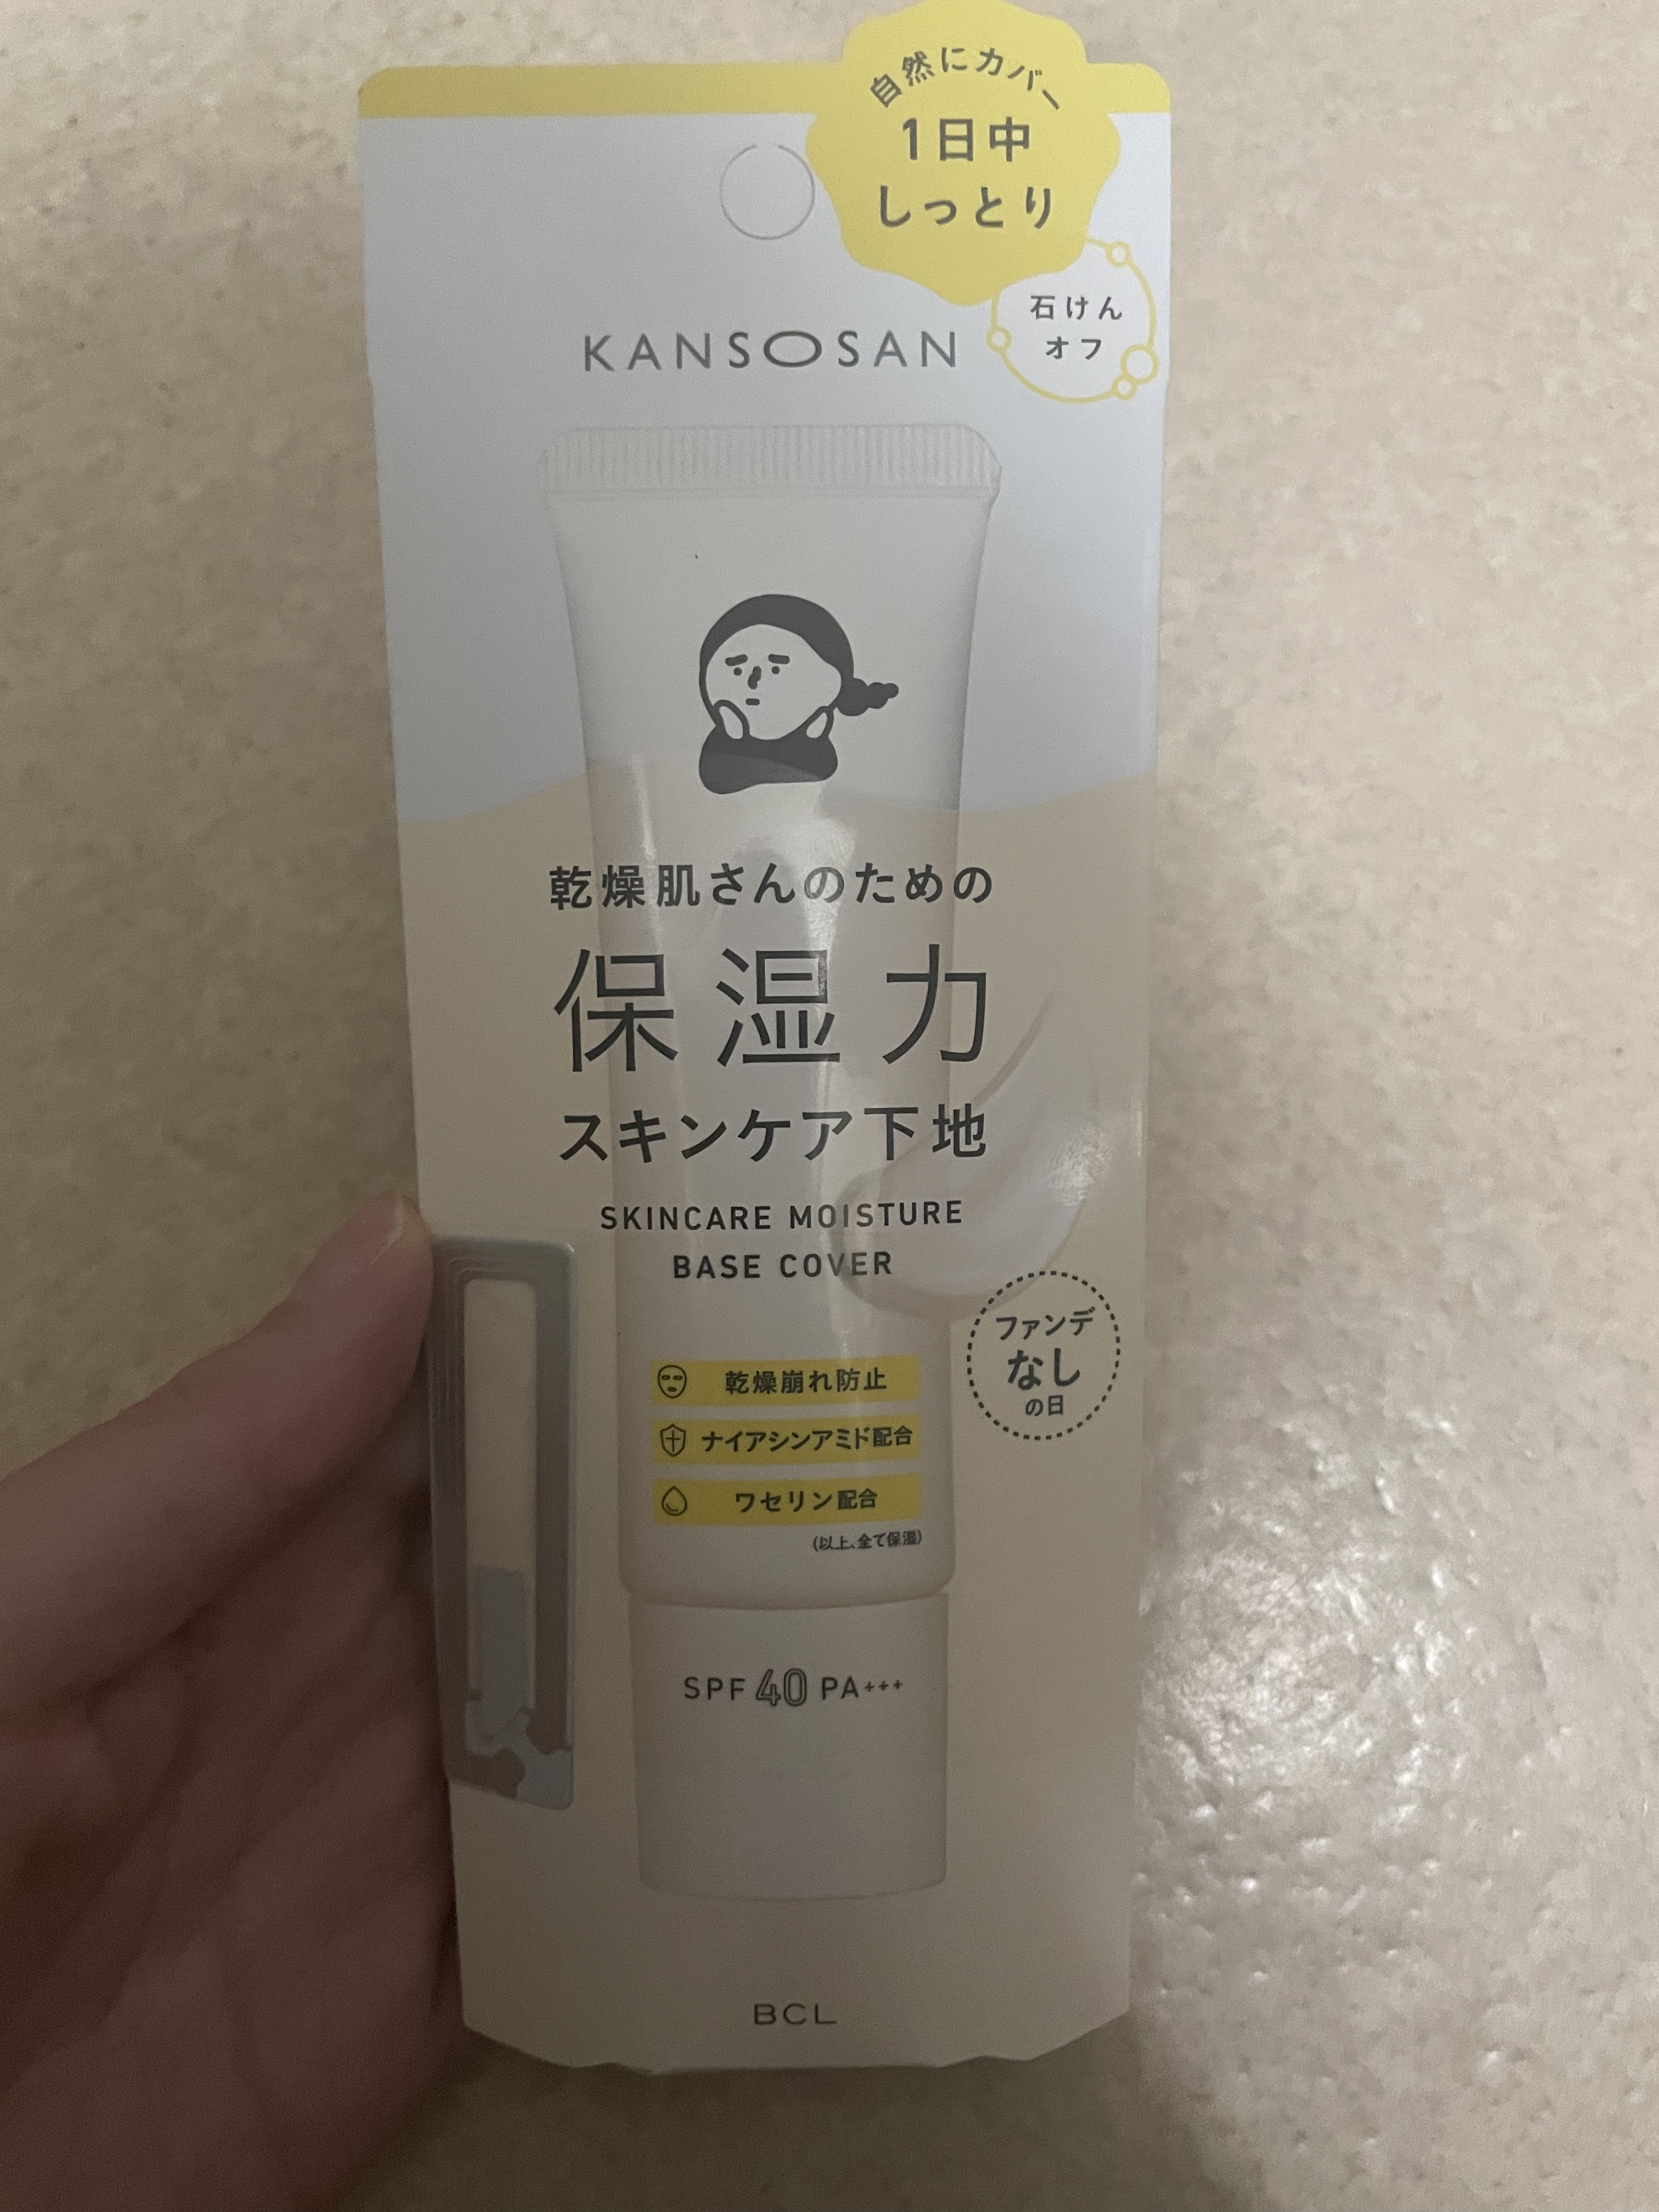 自然にカバー
1日中
しっとり
石けん
オフ
KANSOSAN
乾燥肌さんのための
保湿力
スキンケア下地
SKINCARE MOISTURE
BASE COVER
ファンデ
なし
の日
乾燥崩れ防止
ナイアシンアミド配合
ワセリン配合
(以上、全て保湿)
SPF 40 PA+++
BCL